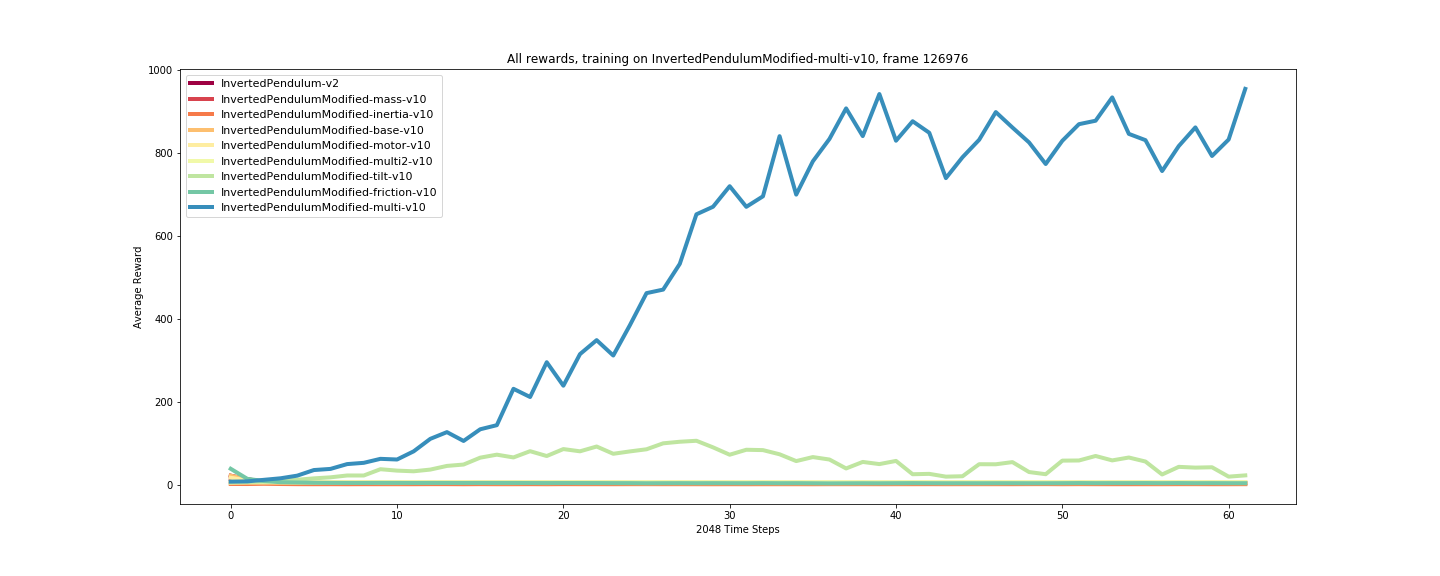 All rewards, training on InvertedPendulumModified-multi-v10, frame 126976
1000
800
600
400
200
0
Average Reward
InvertedPendulum-v2
InvertedPendulumModified-mass-v10
InvertedPendulumModified-inertia-v10
InvertedPendulumModified-base-v10
InvertedPendulumModified-motor-v10
InvertedPendulumModified-multi2-v10
InvertedPendulumModified-tilt-v10
InvertedPendulumModified-friction-v10
InvertedPendulumModified-multi-v10
0 10 20 30 40 50 60
2048 Time Steps